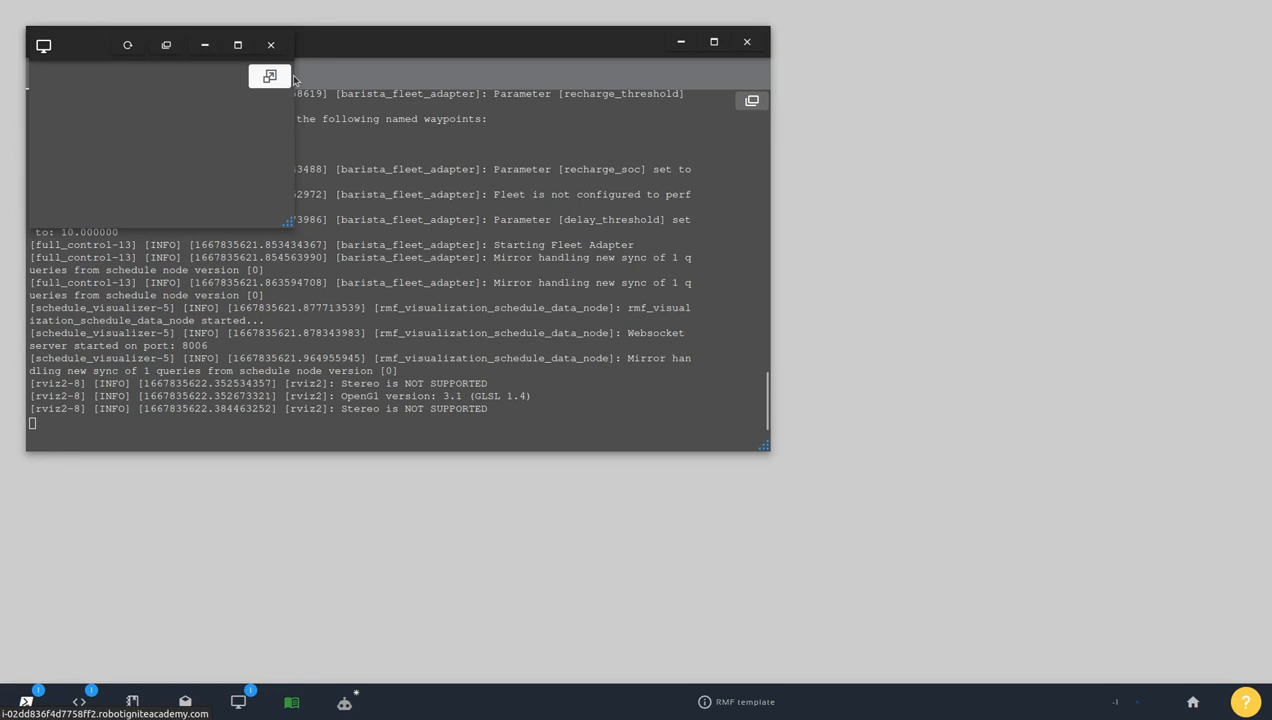 58619] [barista_fleet_adapter]: Parameter [recharge_threshold]
the following named waypoints:
3488] [barista_fleet_adapter]: Parameter [recharge_soc] set to
2972] [barista_fleet_adapter]: Fleet is not configured to perf
73986] [barista_fleet_adapter]: Parameter [delay_threshold] set
to: 10.000000
[full_control-13] [INFO] [1667835621.853434367] [barista_fleet_adapter]: Starting Fleet Adapter
[full_control-13] [INFO] [1667835621.854563990] [barista_fleet_adapter]: Mirror handling new sync of 1 q
ueries from schedule node version [0]
[full_control-13] [INFO] [1667835621.863594708] [barista_fleet_adapter]: Mirror handling new sync of 1 q
ueries from schedule node version [0]
[schedule_visualizer-5] [INFO] [1667835621.877713539] [rmf_visualization_schedule_data_node]: rmf_visual
ization_schedule_data_node started...
[schedule_visualizer-5] [INFO] [1667835621.878343983] [rmf_visualization_schedule_data_node]: Websocket
server started on port: 8006
[schedule_visualizer-5] [INFO] [1667835621.964955945] [rmf_visualization_schedule_data_node]: Mirror han
dling new sync of 1 queries from schedule node version [0]
[rviz2-8] [INFO] [1667835622.352534357] [rviz2]: Stereo is NOT SUPPORTED
[rviz2-8] [INFO] [1667835622.352673321] [rviz2]: OpenGl version: 3.1 (GLSL 1.4)
[rviz2-8] [INFO] [1667835622.384463252] [rviz2]: Stereo is NOT SUPPORTED
1 1 1
RMF template
-1
?
i-02dd836f4d7758ff2.robotigniteacademy.com